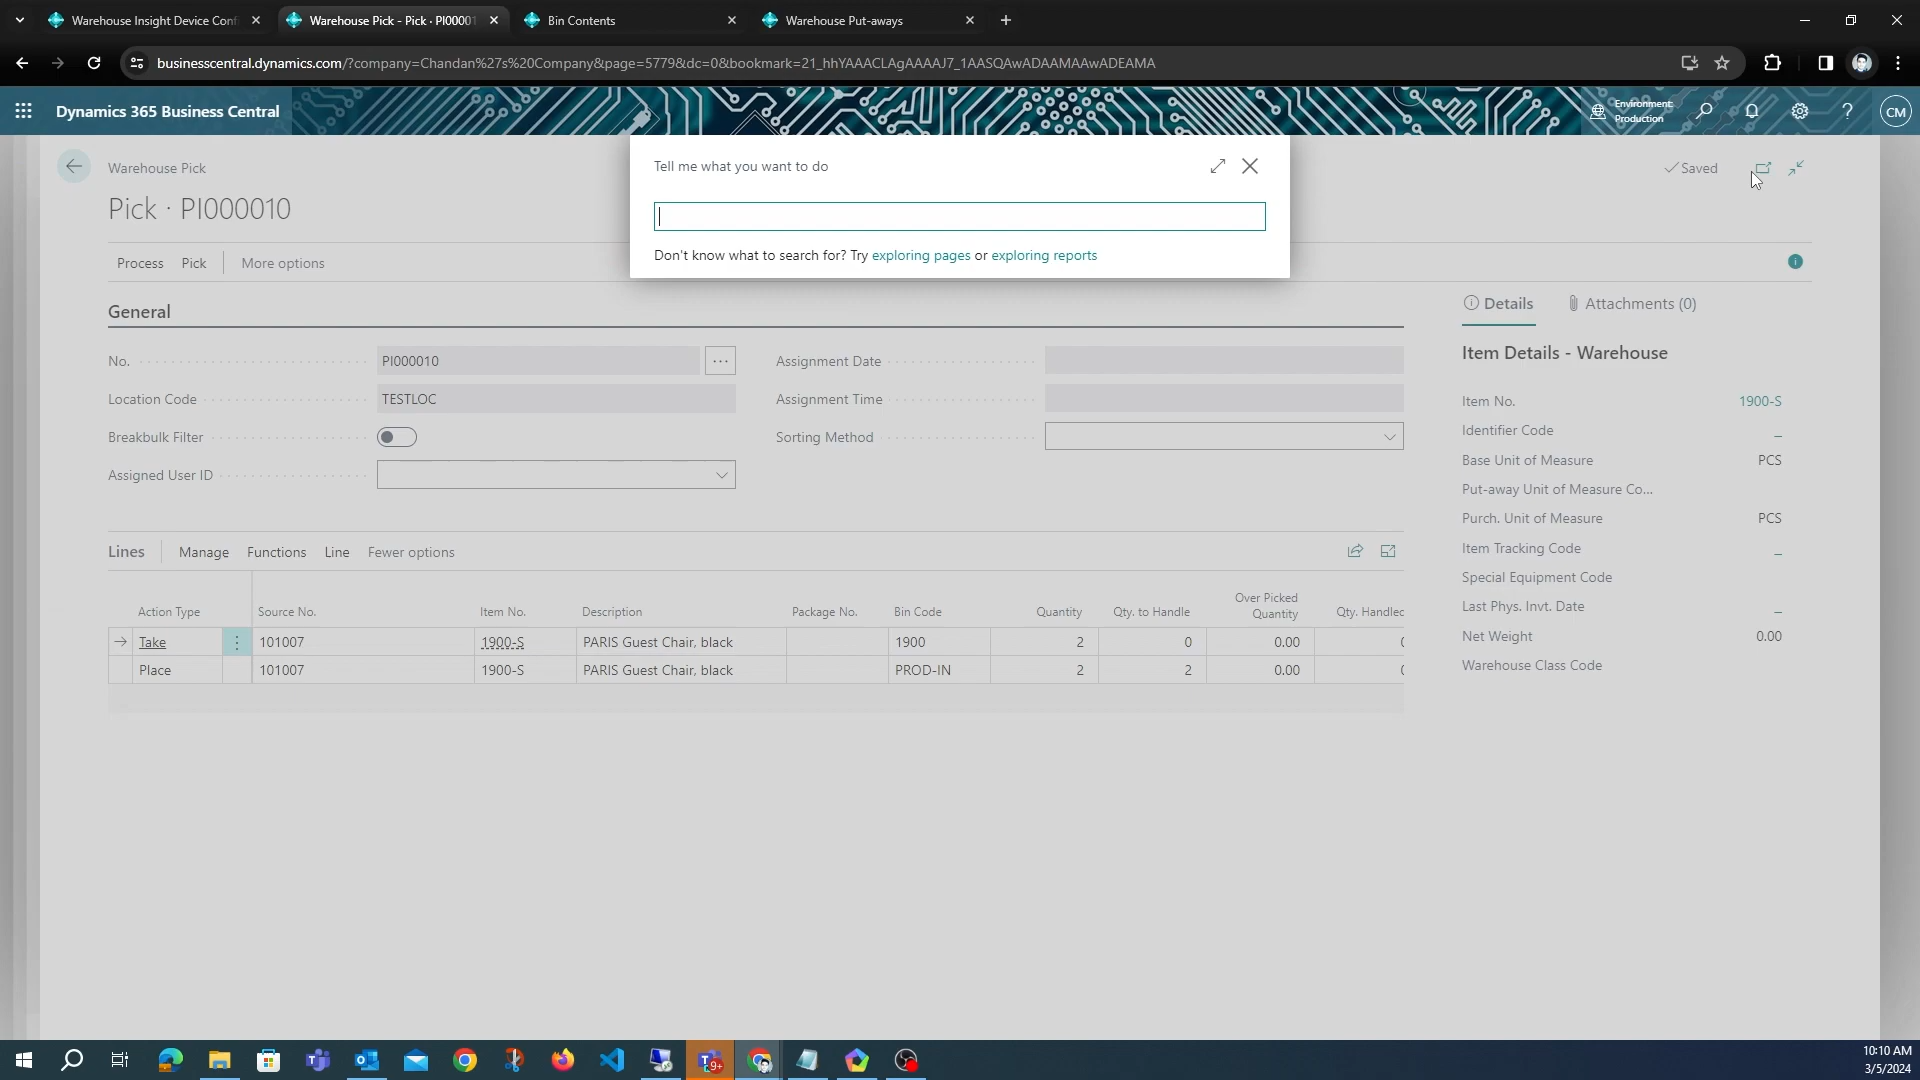 Warehouse Insight Device Conf
Warehouse Pick - Pick · PI00001
Bin Contents
Warehouse Put-aways
businesscentral.dynamics.com/?company=Chandan%27s%20Company&page=5779&dc=0&bookmark=21_hhYAAACLAgAAAAJ7_1AASQAwADAAMAAwADEAMA
Dynamics 365 Business Central
Environment:
Production
CM
Tell me what you want to do
Don't know what to search for? Try exploring pages or exploring reports
Warehouse Pick
Saved
Pick · PI000010
Process
Pick
More options
General
No.
PI000010
Location Code
TESTLOC
Breakbulk Filter
Assigned User ID
Assignment Date
Assignment Time
Sorting Method
Details
Attachments (0)
Item Details - Warehouse
Item No. 1900-S
Identifier Code _
Base Unit of Measure PCS
Put-away Unit of Measure Co...
Purch. Unit of Measure PCS
Item Tracking Code _
Special Equipment Code
Last Phys. Invt. Date _
Net Weight 0.00
Warehouse Class Code
Lines
Manage
Functions
Line
Fewer options
Action Type Source No. Item No. Description Package No. Bin Code Quantity Qty. to Handle Over Picked Quantity Qty. Handled
Take 101007 1900-S PARIS Guest Chair, black 1900 2 0 0.00
Place 101007 1900-S PARIS Guest Chair, black PROD-IN 2 2 0.00
9+
10:10 AM
3/5/2024